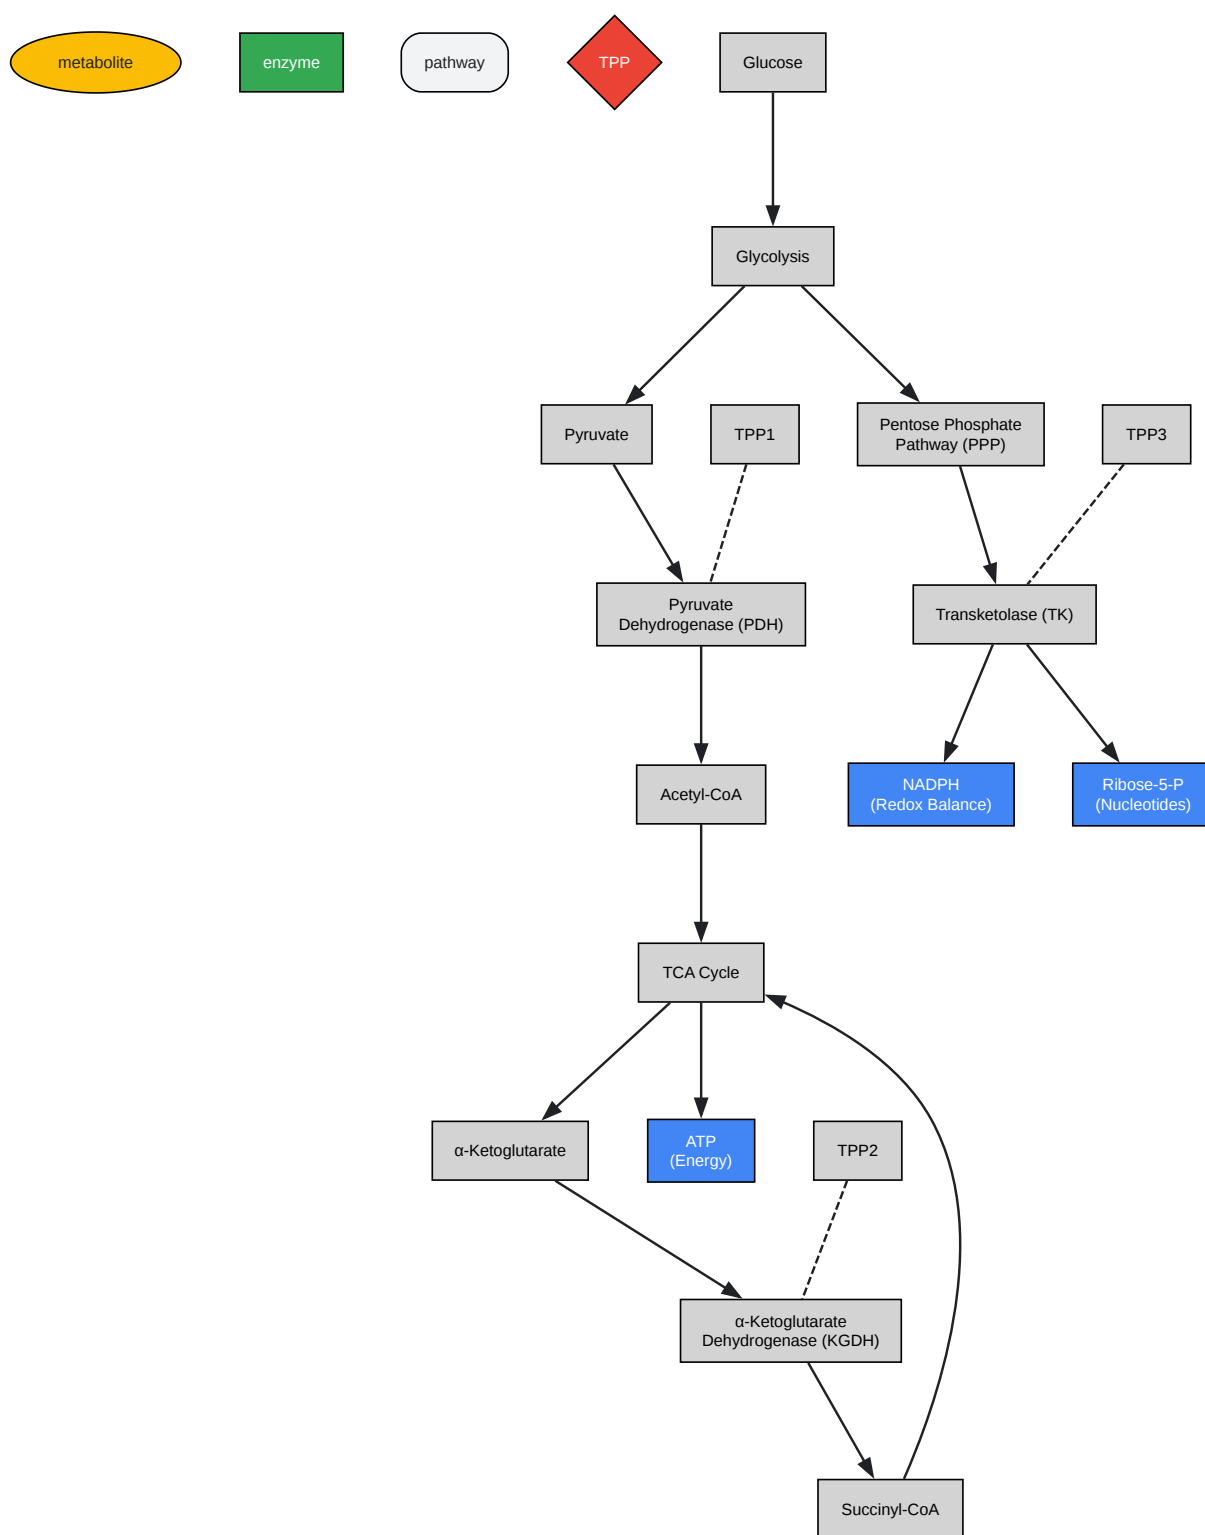 metabolite
enzyme
pathway
TPP
Glucose
Glycolysis
Pyruvate
TPP1
Pentose Phosphate
Pathway (PPP)
TPP3
Pyruvate
Dehydrogenase (PDH)
Transketolase (TK)
Acetyl-CoA
NADPH
(Redox Balance)
Ribose-5-P
(Nucleotides)
TCA Cycle
α-Ketoglutarate
ATP
(Energy)
TPP2
α-Ketoglutarate
Dehydrogenase (KGDH)
Succinyl-CoA